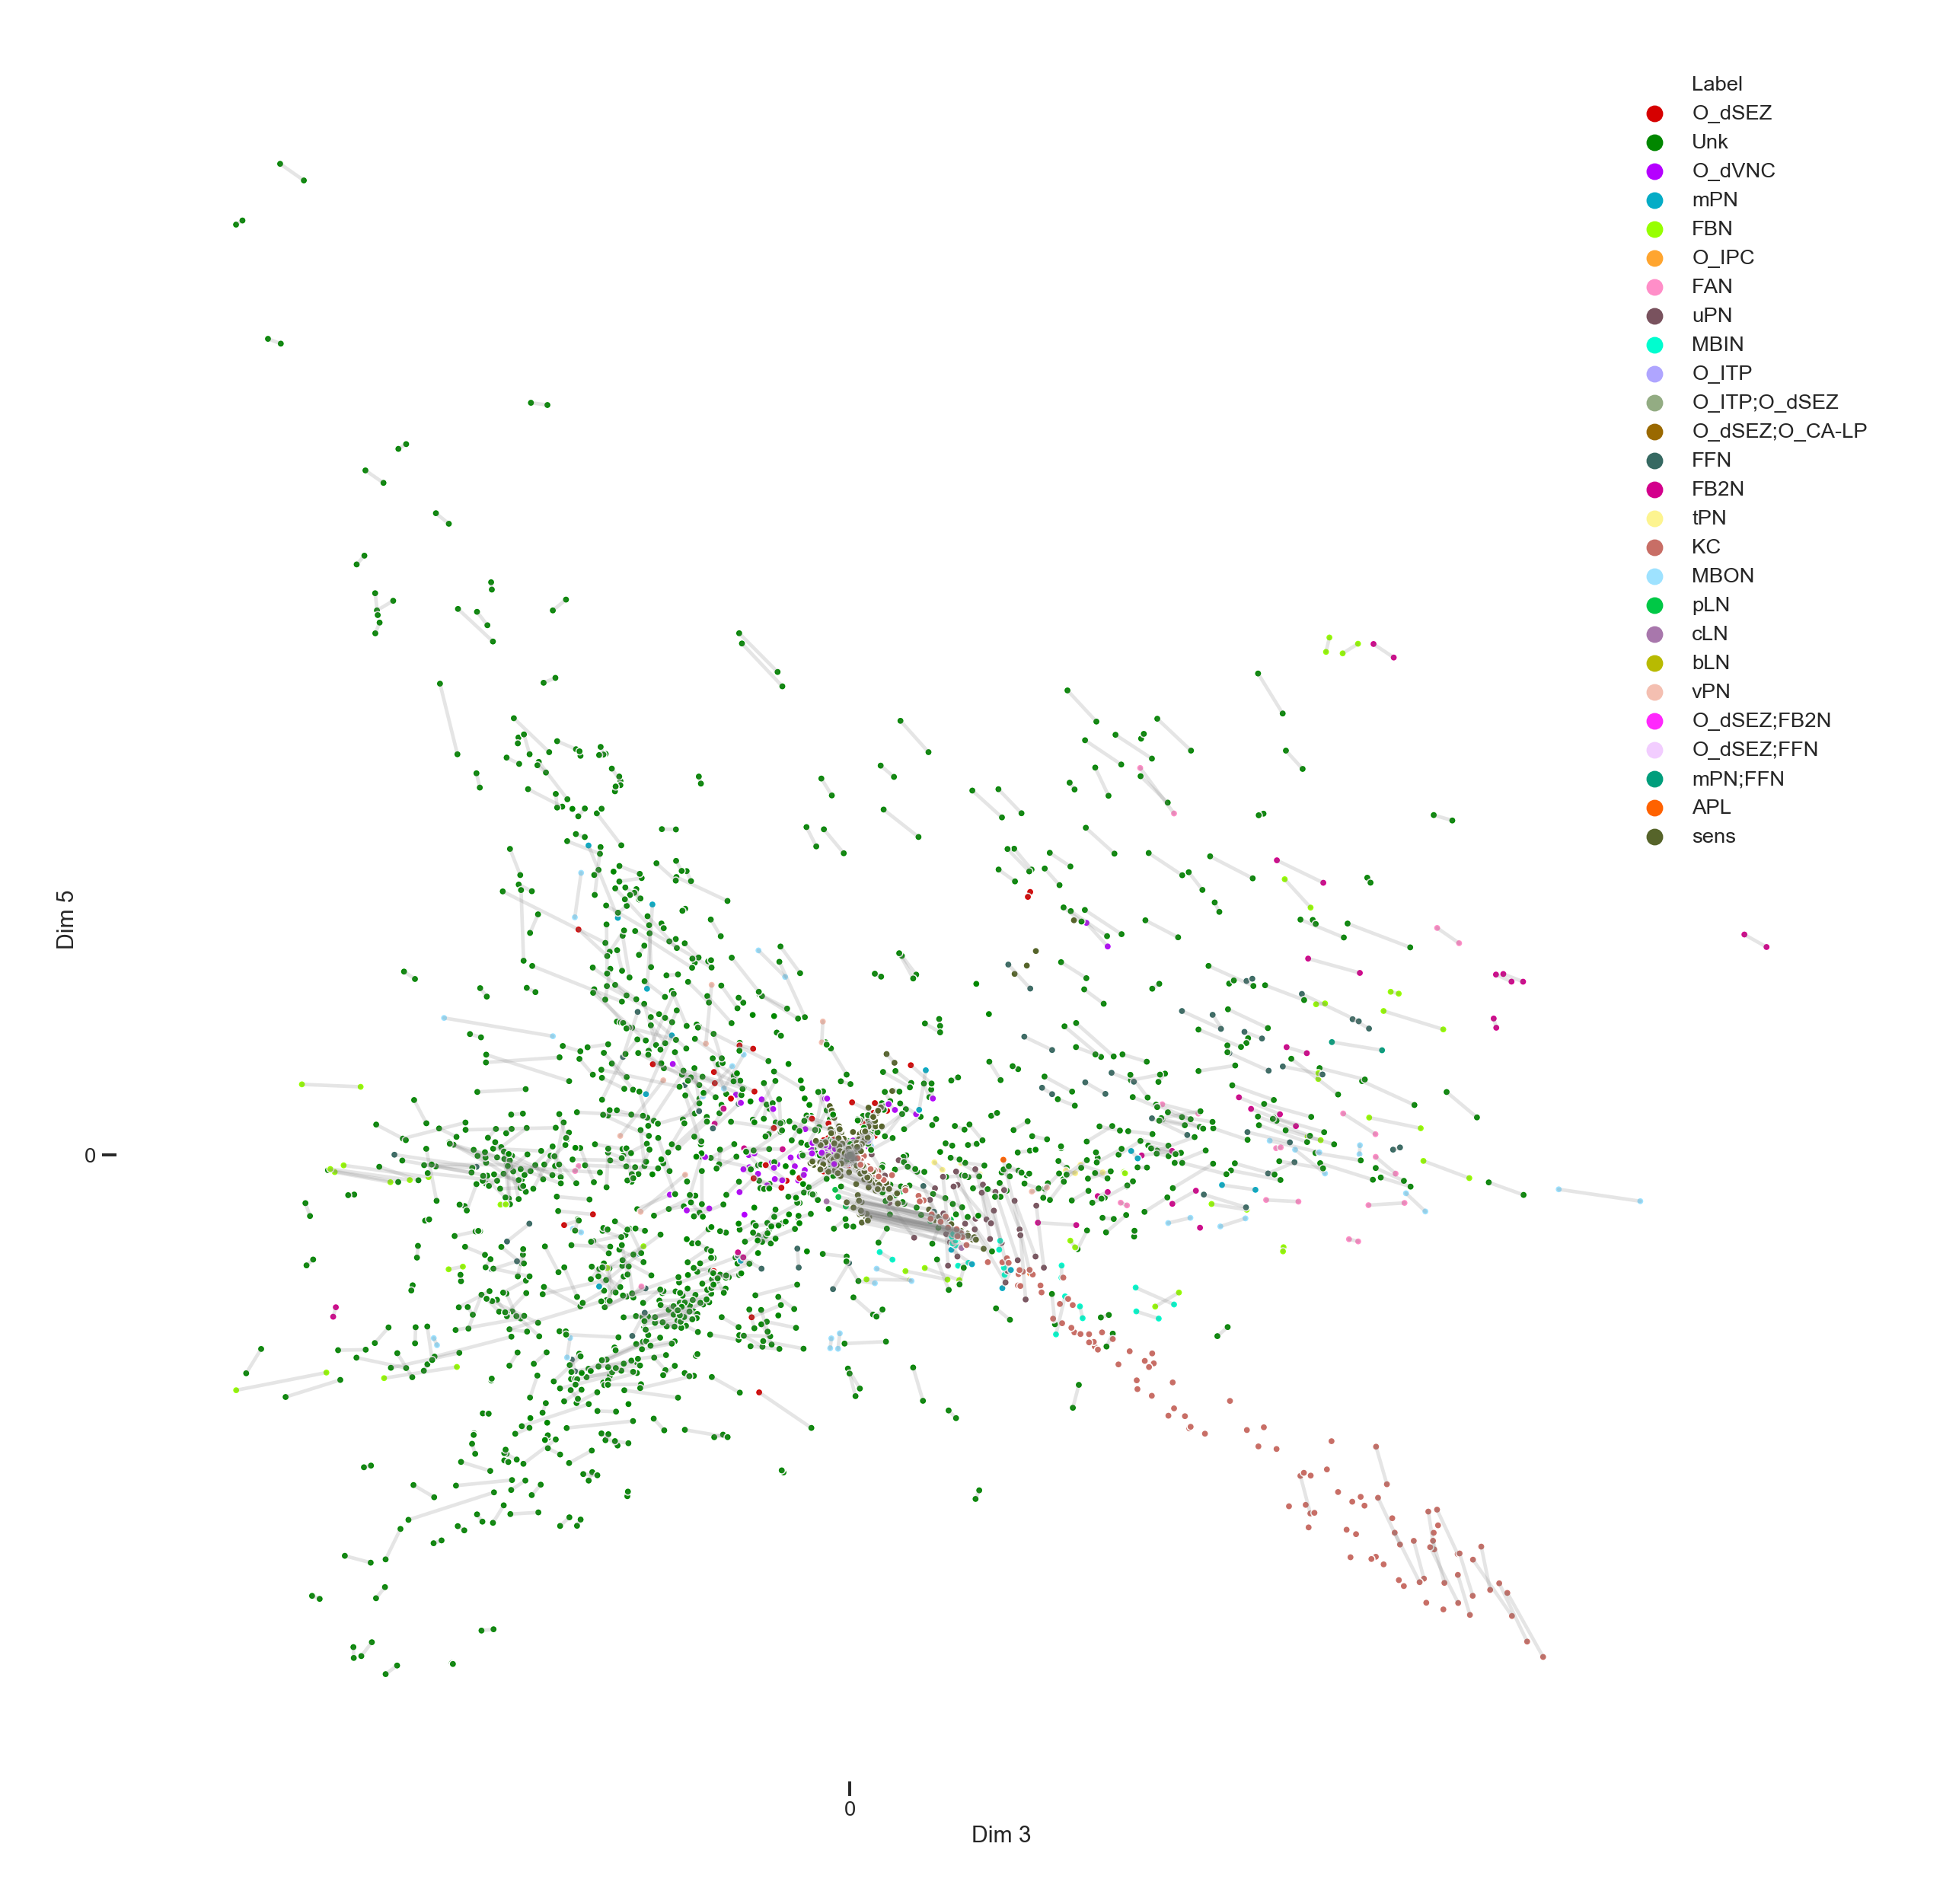 Label
O_dSEZ
Unk
O_dVNC
mPN
FBN
O_IPC
FAN
uPN
MBIN
O_ITP
O_ITP;O_dSEZ
O_dSEZ;O_CA-LP
FFN
FB2N
tPN
KC
MBON
pLN
cLN
bLN
vPN
O_dSEZ;FB2N
O_dSEZ;FFN
mPN;FFN
APL
sens
Dim 5
0
0
Dim 3